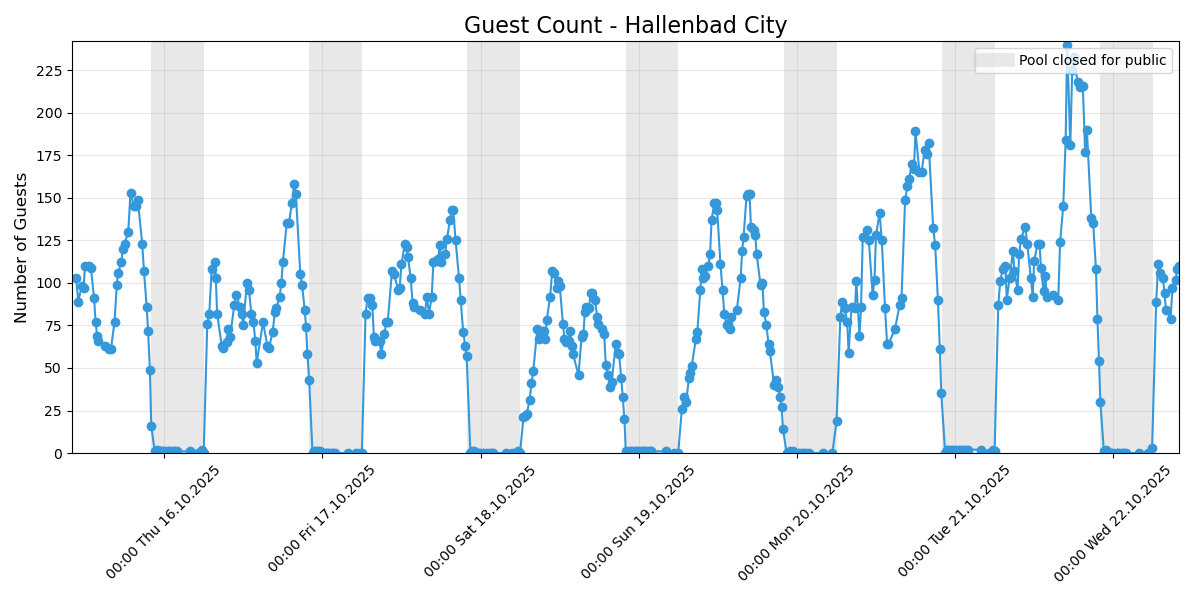 Guest Count - Hallenbad City
Pool closed for public
Number of Guests
225
200
175
150
125
100
75
50
25
0
00:00 Thu 16.10.2025
00:00 Fri 17.10.2025
00:00 Sat 18.10.2025
00:00 Sun 19.10.2025
00:00 Mon 20.10.2025
00:00 Tue 21.10.2025
00:00 Wed 22.10.2025